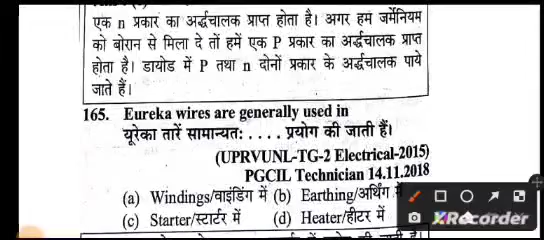 एक n प्रकार का अर्द्धचालक प्राप्त होता है। अगर हम जर्मेनियम
को बोरान से मिला दे तों हमें एक P प्रकार का अर्द्धचालक प्राप्त
होता है। डायोड में P तथा n दोनों प्रकार के अर्द्धचालक पाये
जाते हैं।
165. Eureka wires are generally used in
यूरेका तारें सामान्यतः . . . . प्रयोग की जाती हैं।
(UPRVUNL-TG-2 Electrical-2015)
PGCIL Technician 14.11.2018
(a) Windings/वाइंडिंग में (b) Earthing/अर्थिंग में
(c) Starter/स्टार्टर में (d) Heater/हीटर में
XRecorder